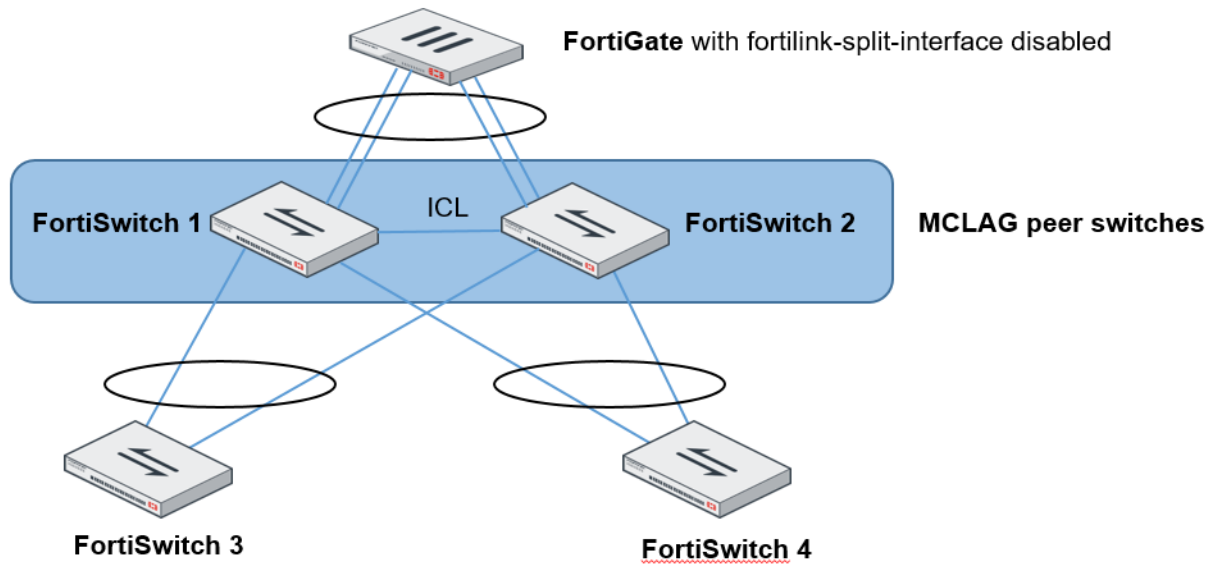 FortiGate with fortilink-split-interface disabled
FortiSwitch 1
ICL
FortiSwitch 2
MCLAG peer switches
FortiSwitch 3
FortiSwitch 4